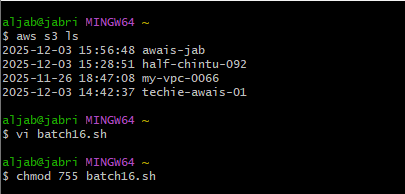 aljab@jabri MINGW64 ~
$ aws s3 ls
2025-12-03 15:56:48 awais-jab
2025-12-03 15:28:51 half-chintu-092
2025-11-26 18:47:08 my-vpc-0066
2025-12-03 14:42:37 techie-awais-01
aljab@jabri MINGW64 ~
$ vi batch16.sh
aljab@jabri MINGW64 ~
$ chmod 755 batch16.sh